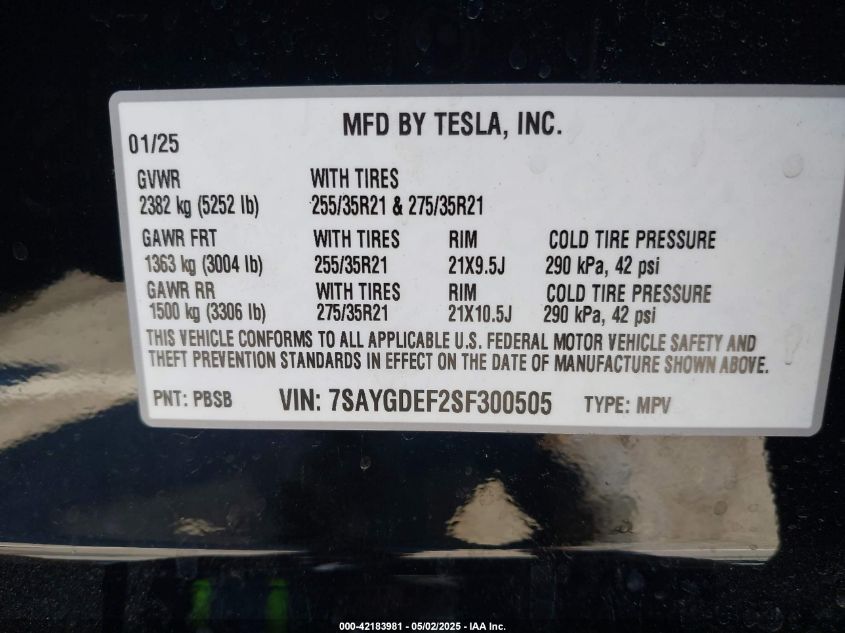 MFD BY TESLA, INC.
01/25
GVWR WITH TIRES
2382 kg (5252 lb) 255/35R21 & 275/35R21
GAWR FRT WITH TIRES RIM COLD TIRE PRESSURE
1363 kg (3004 lb) 255/35R21 21X9.5J 290 kPa, 42 psi
GAWR RR WITH TIRES RIM COLD TIRE PRESSURE
1500 kg (3306 lb) 275/35R21 21X10.5J 290 kPa, 42 psi
THIS VEHICLE CONFORMS TO ALL APPLICABLE U.S. FEDERAL MOTOR VEHICLE SAFETY AND
THEFT PREVENTION STANDARDS IN EFFECT ON THE DATE OF MANUFACTURE SHOWN ABOVE.
PNT: PBSB VIN: 7SAYGDEF2SF300505 TYPE: MPV
000-42183981 - 05/02/2025 - IAA Inc.